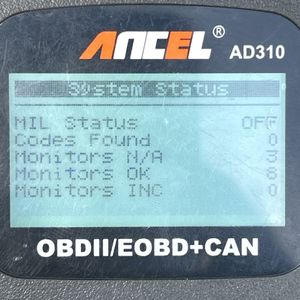 ANCEL® AD310
System Status
MIL Status OFF
Codes Found 0
Monitors N/A 3
Monitors OK 8
Monitors INC 0
OBDII/EOBD+CAN